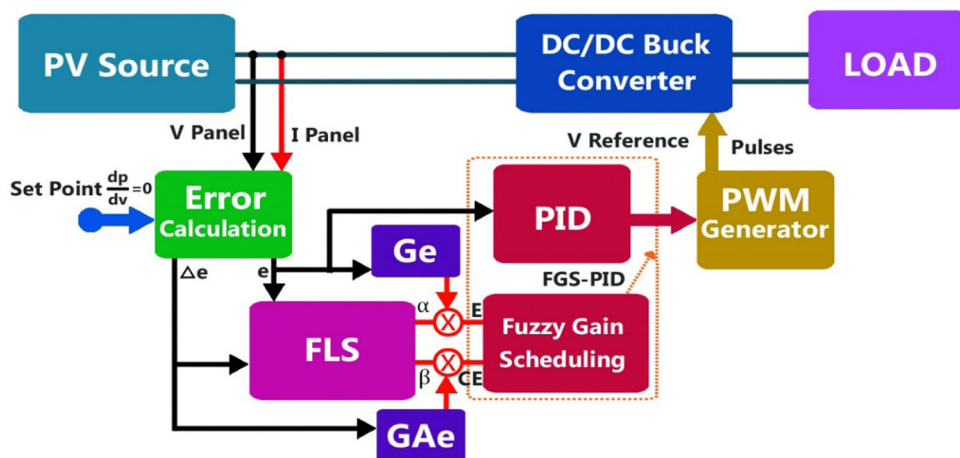 PV Source
DC/DC Buck
Converter
LOAD
V Panel
I Panel
V Reference
Pulses
Set Point dp/dv=0
Error
Calculation
PID
PWM
Generator
Δe
e
Ge
FGS-PID
FLS
α
X
E
Fuzzy Gain
Scheduling
β
X
CE
GAe